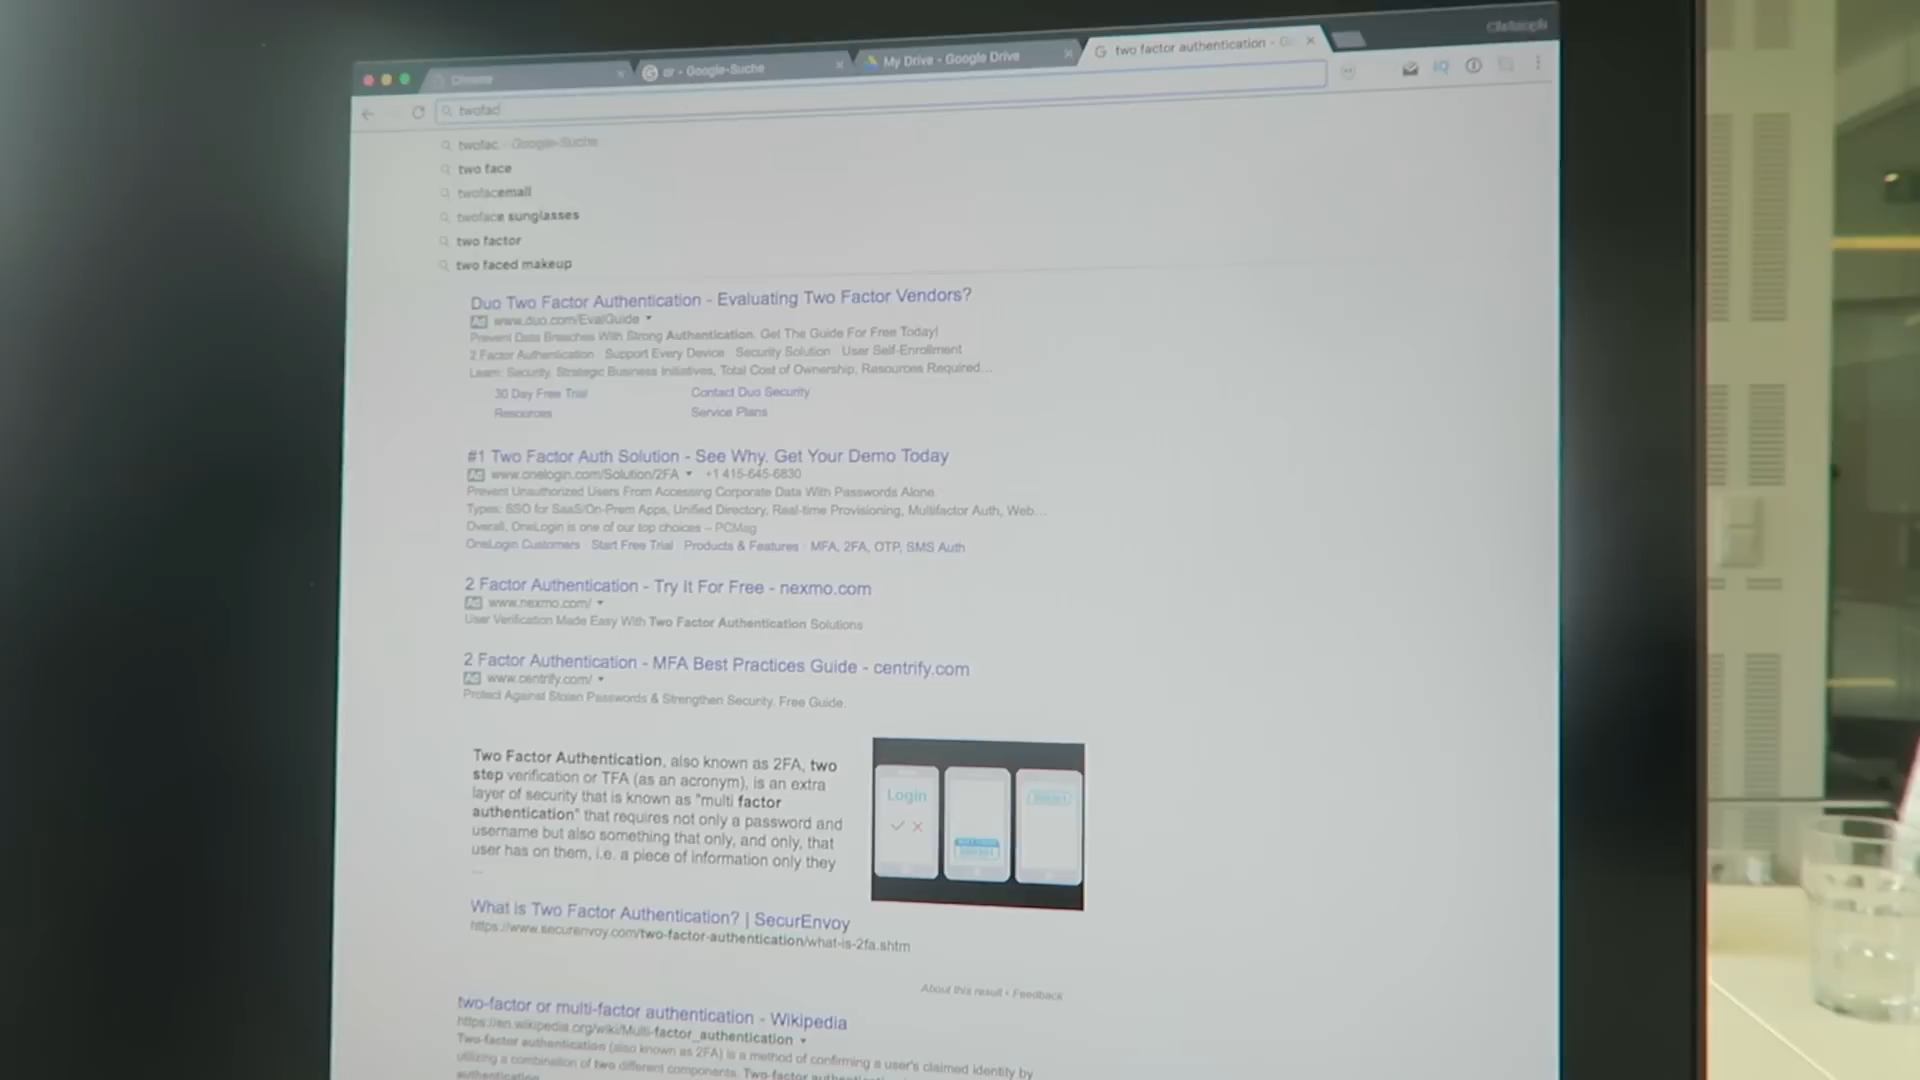 Christoph
Chrome
or - Google-Suche
My Drive - Google Drive
two factor authentication - Go
twofac
twofac - Google-Suche
two face
twofacemall
twoface sunglasses
two factor
two faced makeup
Duo Two Factor Authentication - Evaluating Two Factor Vendors?
Ad www.duo.com/EvalGuide
Prevent Data Breaches With Strong Authentication. Get The Guide For Free Today!
2 Factor Authentication · Support Every Device · Security Solution · User Self-Enrollment
Learn: Security, Strategic Business Initiatives, Total Cost of Ownership, Resources Required...
30 Day Free Trial
Contact Duo Security
Resources
Service Plans
#1 Two Factor Auth Solution - See Why. Get Your Demo Today
Ad www.onelogin.com/Solution/2FA +1 415-645-6830
Prevent Unauthorized Users From Accessing Corporate Data With Passwords Alone.
Types: SSO for SaaS/On-Prem Apps, Unified Directory, Real-time Provisioning, Multifactor Auth, Web...
Overall, OneLogin is one of our top choices – PCMag
OneLogin Customers · Start Free Trial · Products & Features · MFA, 2FA, OTP, SMS Auth
2 Factor Authentication - Try It For Free - nexmo.com
Ad www.nexmo.com/
User Verification Made Easy With Two Factor Authentication Solutions
2 Factor Authentication - MFA Best Practices Guide - centrify.com
Ad www.centrify.com/
Protect Against Stolen Passwords & Strengthen Security. Free Guide.
Two Factor Authentication, also known as 2FA, two
step verification or TFA (as an acronym), is an extra
layer of security that is known as "multi factor
authentication" that requires not only a password and
username but also something that only, and only, that
user has on them, i.e. a piece of information only they
...
Login
What is Two Factor Authentication? | SecurEnvoy
https://www.securenvoy.com/two-factor-authentication/what-is-2fa.shtm
About this result • Feedback
two-factor or multi-factor authentication - Wikipedia
https://en.wikipedia.org/wiki/Multi-factor_authentication
Two-factor authentication (also known as 2FA) is a method of confirming a user's claimed identity by
utilizing a combination of two different components. Two-factor
authentication